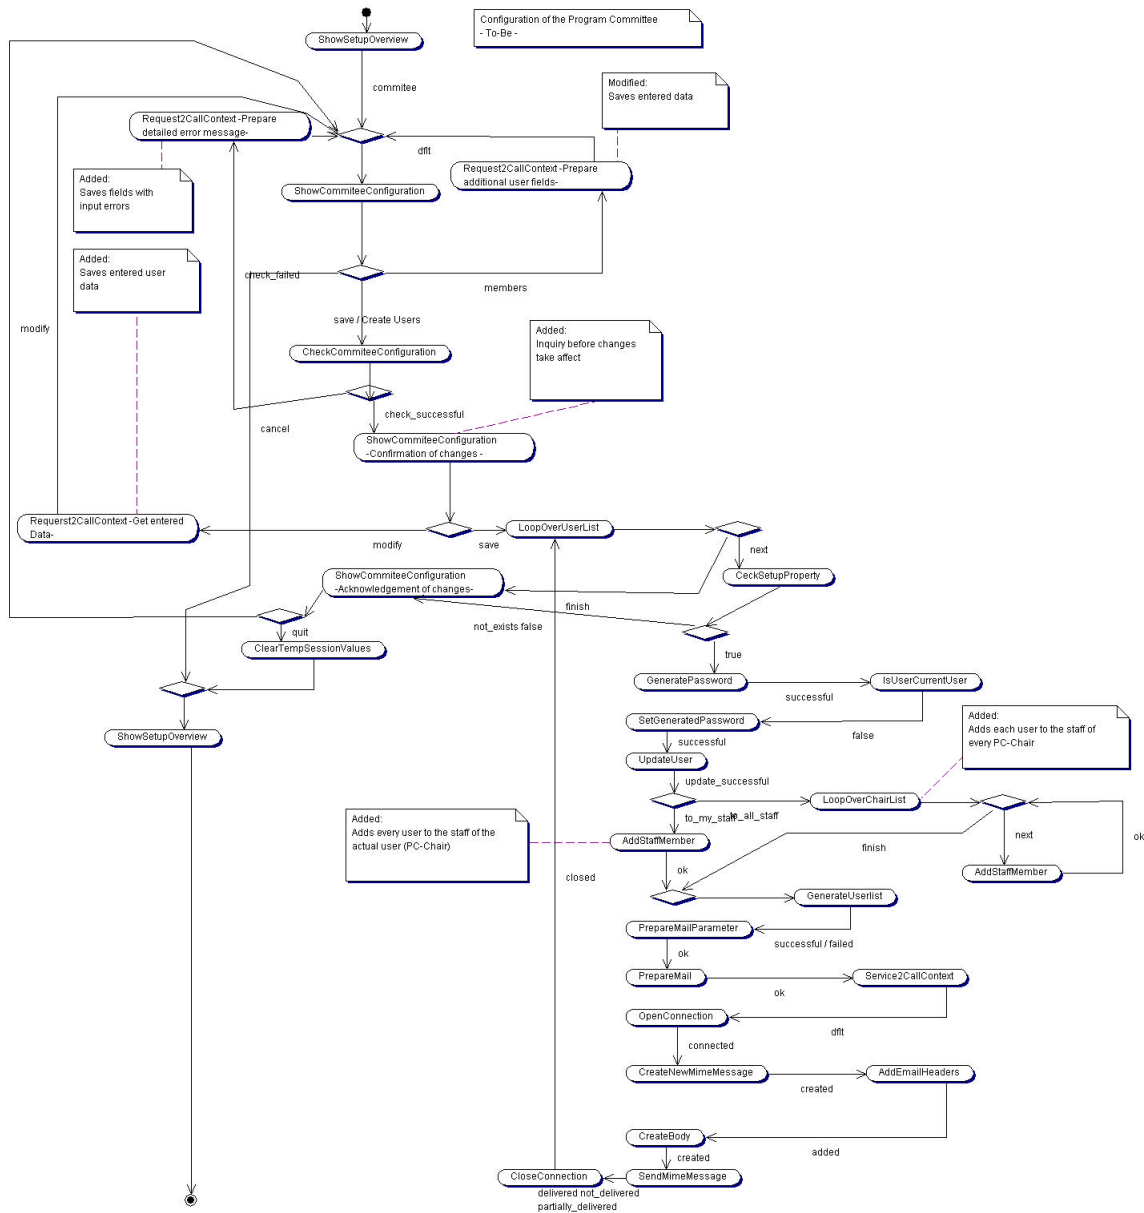 Configuration of the Program Committee
- To-Be -
ShowSetupOverview
commitee
Modified:
Saves entered data
Request2CallContext -Prepare
detailed error message-
dflt
Request2CallContext -Prepare
additional user fields-
Added:
Saves fields with
input errors
ShowCommiteeConfiguration
Added:
Saves entered user
data
check_failed
members
modify
save / Create Users
Added:
Inquiry before changes
take affect
CheckCommiteeConfiguration
check_successful
cancel
ShowCommiteeConfiguration
-Confirmation of changes -
Requerst2CallContext -Get entered
Data-
modify
save
LoopOverUserList
next
CeckSetupProperty
ShowCommiteeConfiguration
-Acknowledgement of changes-
finish
not_exists false
quit
ClearTempSessionValues
true
GeneratePassword
successful
IsUserCurrentUser
ShowSetupOverview
SetGeneratedPassword
false
successful
Added:
Adds each user to the staff of
every PC-Chair
UpdateUser
update_successful
LoopOverChairList
to_my_staff
to_all_staff
Added:
Adds every user to the staff of the
actual user (PC-Chair)
AddStaffMember
finish
next
ok
AddStaffMember
ok
closed
GenerateUserlist
PrepareMailParameter
successful / failed
ok
PrepareMail
ok
Service2CallContext
OpenConnection
dflt
connected
CreateNewMimeMessage
created
AddEmailHeaders
CreateBody
added
created
CloseConnection
SendMimeMessage
delivered not_delivered
partially_delivered